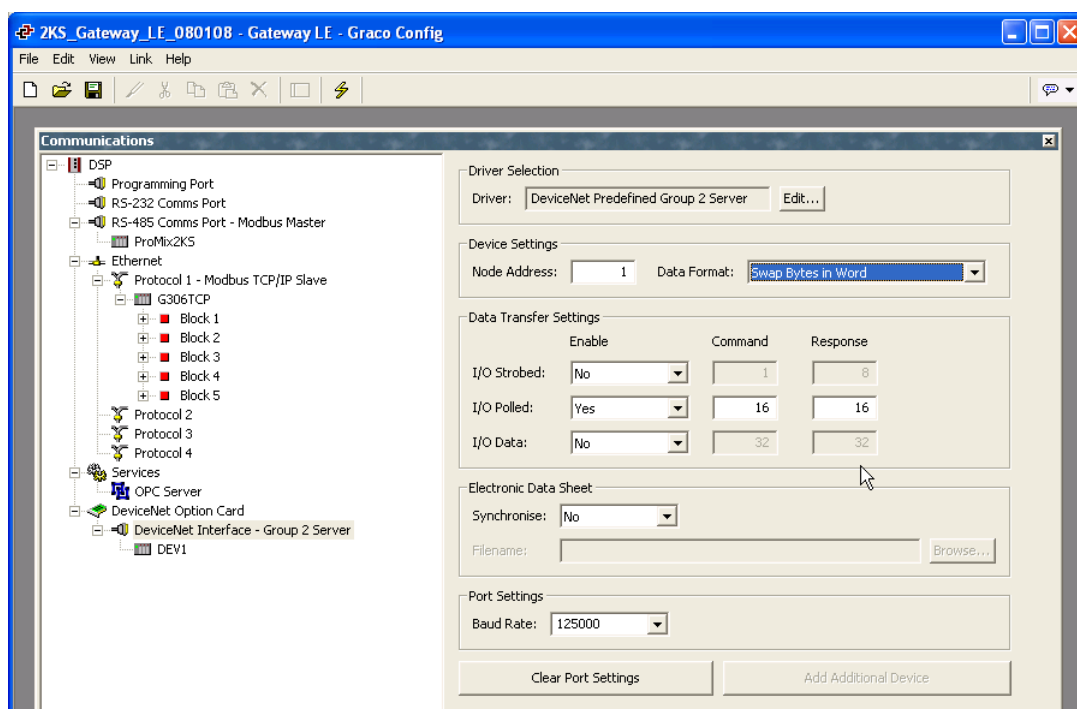 2KS_Gateway_LE_080108 - Gateway LE - Graco Config
File Edit View Link Help
Communications
DSP
Programming Port
RS-232 Comms Port
RS-485 Comms Port - Modbus Master
ProMix2KS
Ethernet
Protocol 1 - Modbus TCP/IP Slave
G306TCP
Block 1
Block 2
Block 3
Block 4
Block 5
Protocol 2
Protocol 3
Protocol 4
Services
OPC Server
DeviceNet Option Card
DeviceNet Interface - Group 2 Server
DEV1
Driver Selection
Driver: DeviceNet Predefined Group 2 Server Edit...
Device Settings
Node Address: 1 Data Format: Swap Bytes in Word
Data Transfer Settings
Enable Command Response
I/O Strobed: No 1 8
I/O Polled: Yes 16 16
I/O Data: No 32 32
Electronic Data Sheet
Synchronise: No
Filename: Browse...
Port Settings
Baud Rate: 125000
Clear Port Settings Add Additional Device